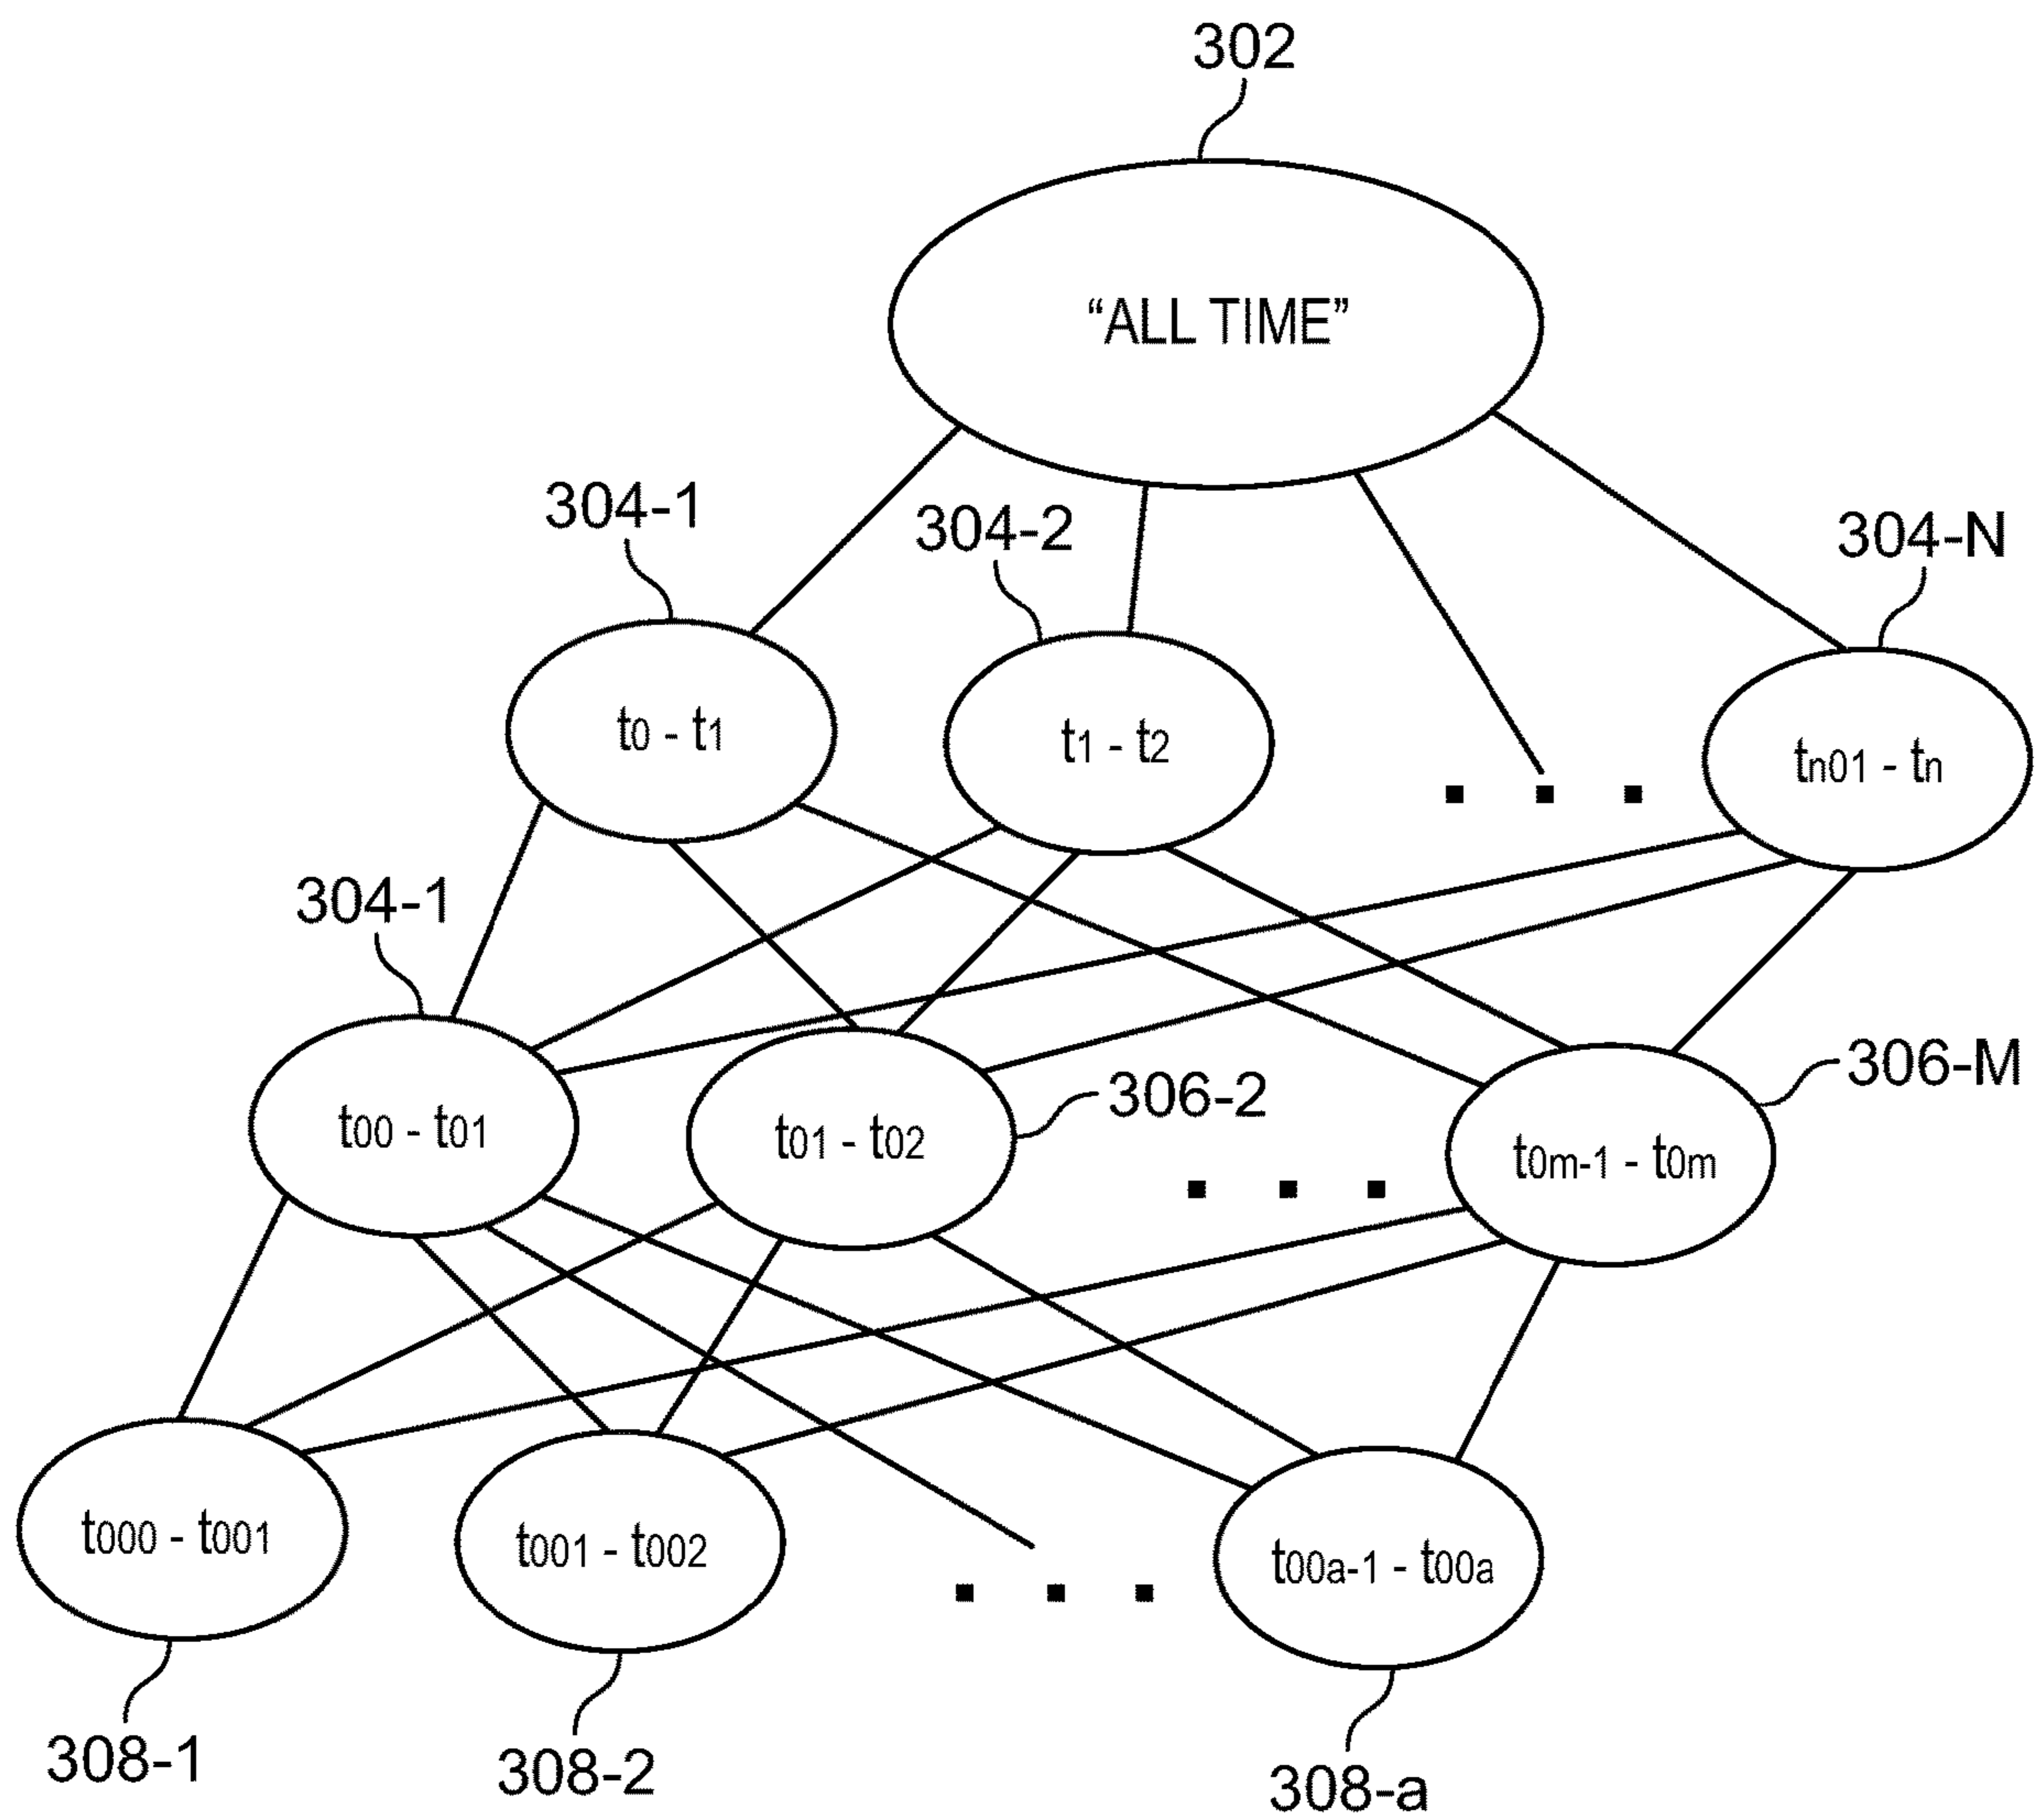 302
“ALL TIME”
304-1
304-2
304-N
t0 - t1
t1 - t2
tn01 - tn
304-1
306-2
306-M
t00 - t01
t01 - t02
t0m-1 - t0m
t000 - t001
t001 - t002
t00a-1 - t00a
308-1
308-2
308-a